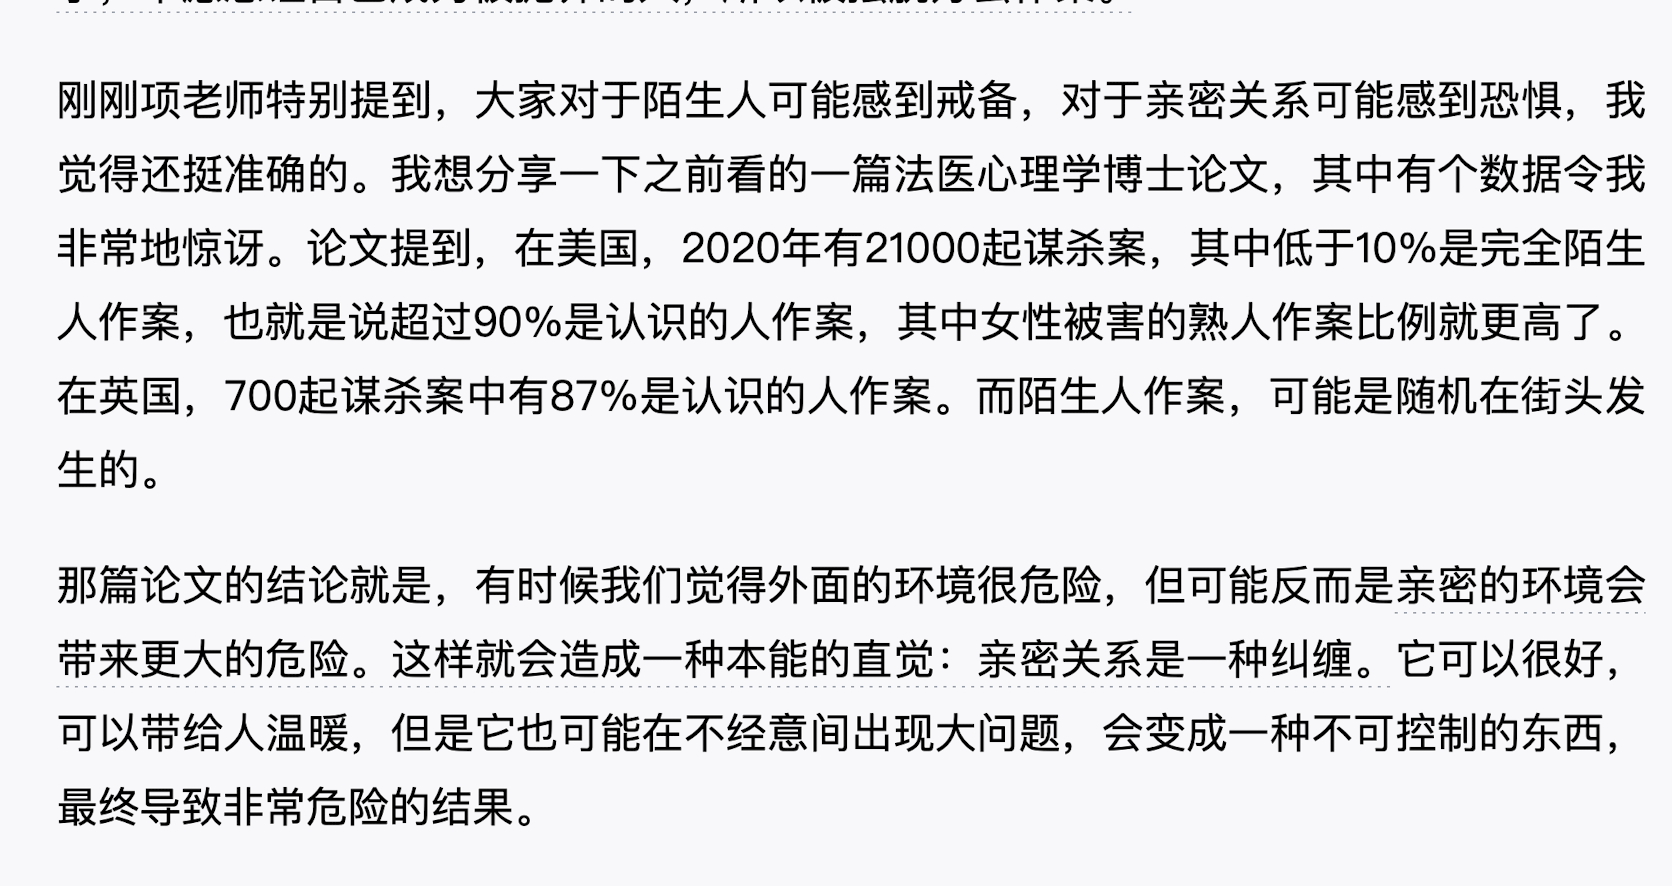 刚刚项老师特别提到，大家对于陌生人可能感到戒备，对于亲密关系可能感到恐惧，我
觉得还挺准确的。我想分享一下之前看的一篇法医心理学博士论文，其中有个数据令我
非常地惊讶。论文提到，在美国，2020年有21000起谋杀案，其中低于10%是完全陌生
人作案，也就是说超过90%是认识的人作案，其中女性被害的熟人作案比例就更高了。
在英国，700起谋杀案中有87%是认识的人作案。而陌生人作案，可能是随机在街头发
生的。
那篇论文的结论就是，有时候我们觉得外面的环境很危险，但可能反而是亲密的环境会
带来更大的危险。这样就会造成一种本能的直觉：亲密关系是一种纠缠。它可以很好，
可以带给人温暖，但是它也可能在不经意间出现大问题，会变成一种不可控制的东西，
最终导致非常危险的结果。